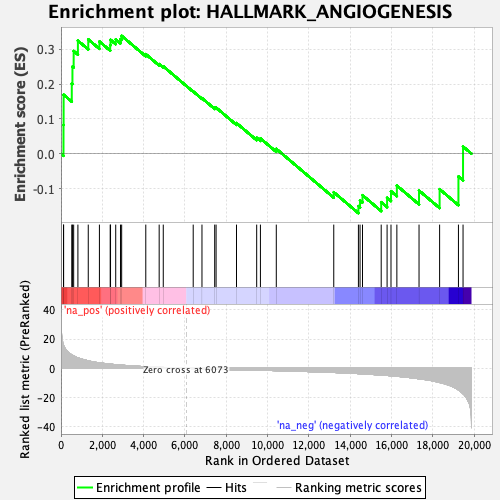 Enrichment plot: HALLMARK_ANGIOGENESIS
Enrichment score (ES)
0.3
0.2
0.1
0.0
-0.1
'na_pos' (positively correlated)
Ranked list metric (PreRanked)
40
20
0
-20
-40
Zero cross at 6073
'na_neg' (negatively correlated)
0 2,000 4,000 6,000 8,000 10,000 12,000 14,000 16,000 18,000 20,000
Rank in Ordered Dataset
Enrichment profile Hits Ranking metric scores